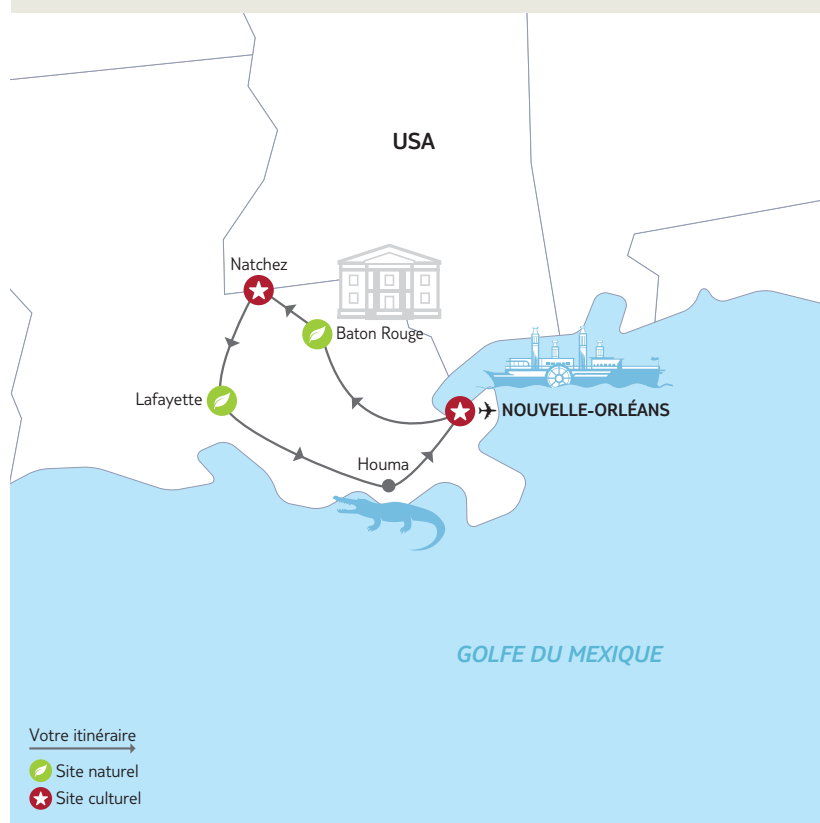 USA
Natchez
Baton Rouge
Lafayette
NOUVELLE-ORLÉANS
Houma
GOLFE DU MEXIQUE
Votre itinéraire
Site naturel
Site culturel